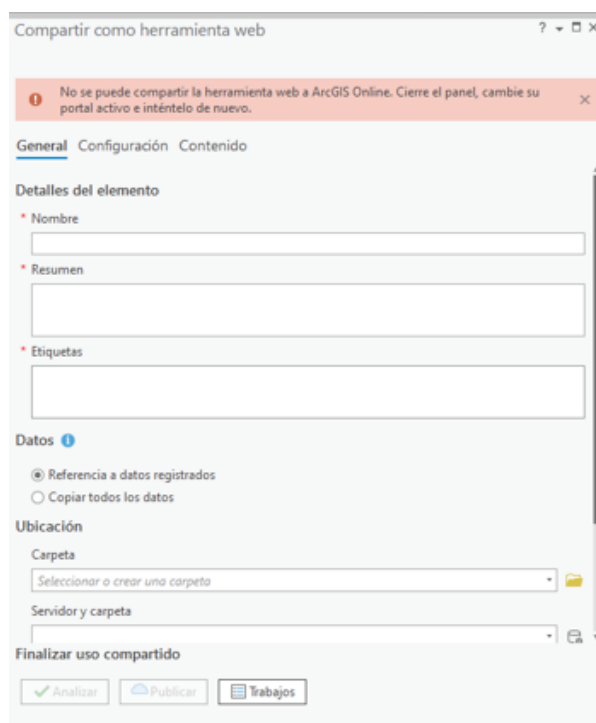 Compartir como herramienta web
No se puede compartir la herramienta web a ArcGIS Online. Cierre el panel, cambie su
portal activo e inténtelo de nuevo.
General Configuración Contenido
Detalles del elemento
* Nombre
* Resumen
* Etiquetas
Datos
Referencia a datos registrados
Copiar todos los datos
Ubicación
Carpeta
Seleccionar o crear una carpeta
Servidor y carpeta
Finalizar uso compartido
Analizar Publicar Trabajos